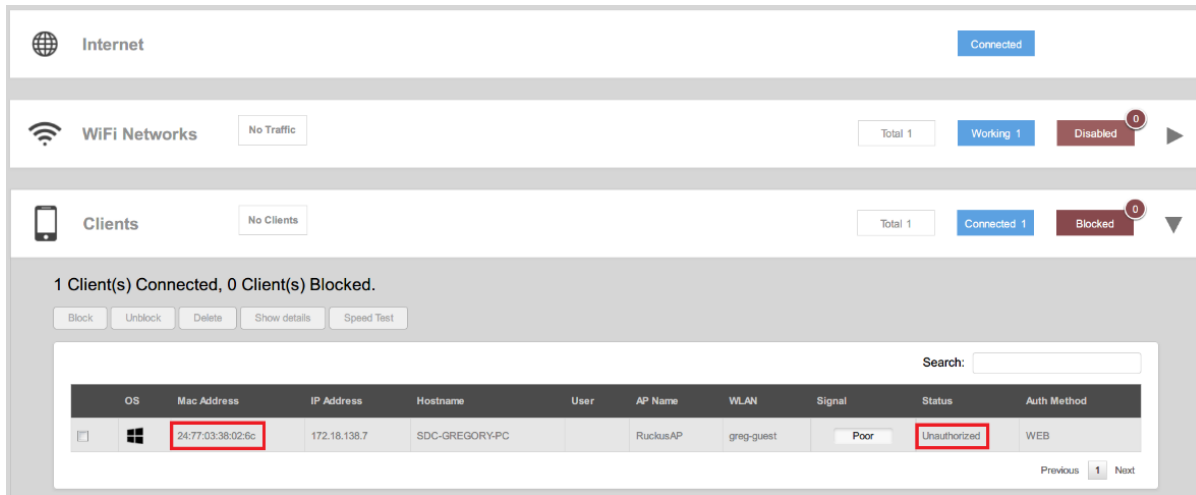 Internet Connected
WiFi Networks No Traffic Total 1 Working 1 Disabled 0
Clients No Clients Total 1 Connected 1 Blocked 0
1 Client(s) Connected, 0 Client(s) Blocked.
Block Unblock Delete Show details Speed Test
Search:
OS Mac Address IP Address Hostname User AP Name WLAN Signal Status Auth Method
24:77:03:38:02:6c 172.18.138.7 SDC-GREGORY-PC RuckusAP greg-guest Poor Unauthorized WEB
Previous 1 Next